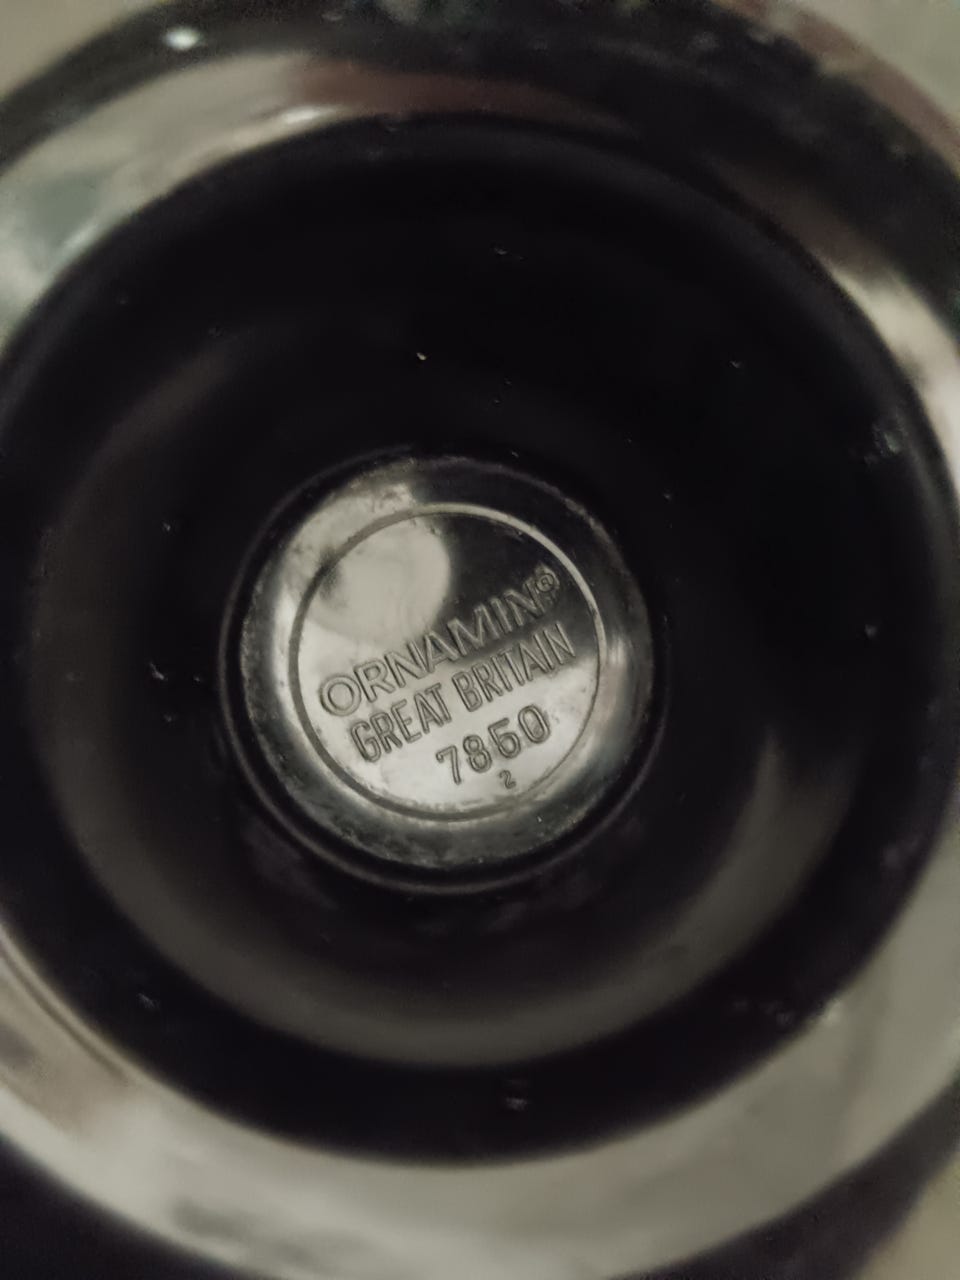 ORNAMIN®
GREAT BRITAIN
7850
2